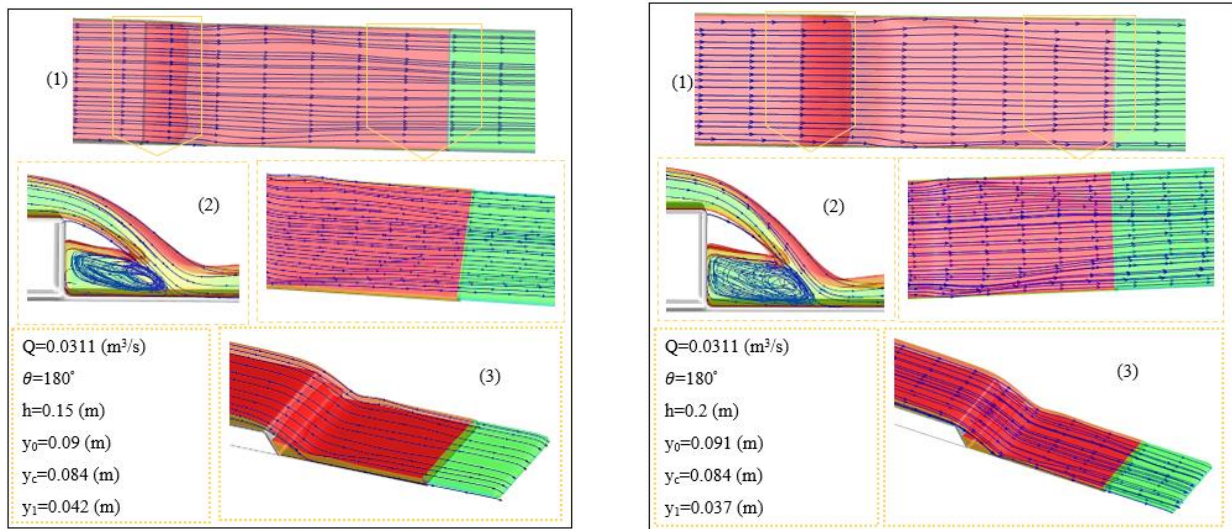 (1)
(2)
Q=0.0311 (m³/s)
θ=180°
h=0.15 (m)
y₀=0.09 (m)
y꜀=0.084 (m)
y₁=0.042 (m)
(3)
(1)
(2)
Q=0.0311 (m³/s)
θ=180°
h=0.2 (m)
y₀=0.091 (m)
y꜀=0.084 (m)
y₁=0.037 (m)
(3)